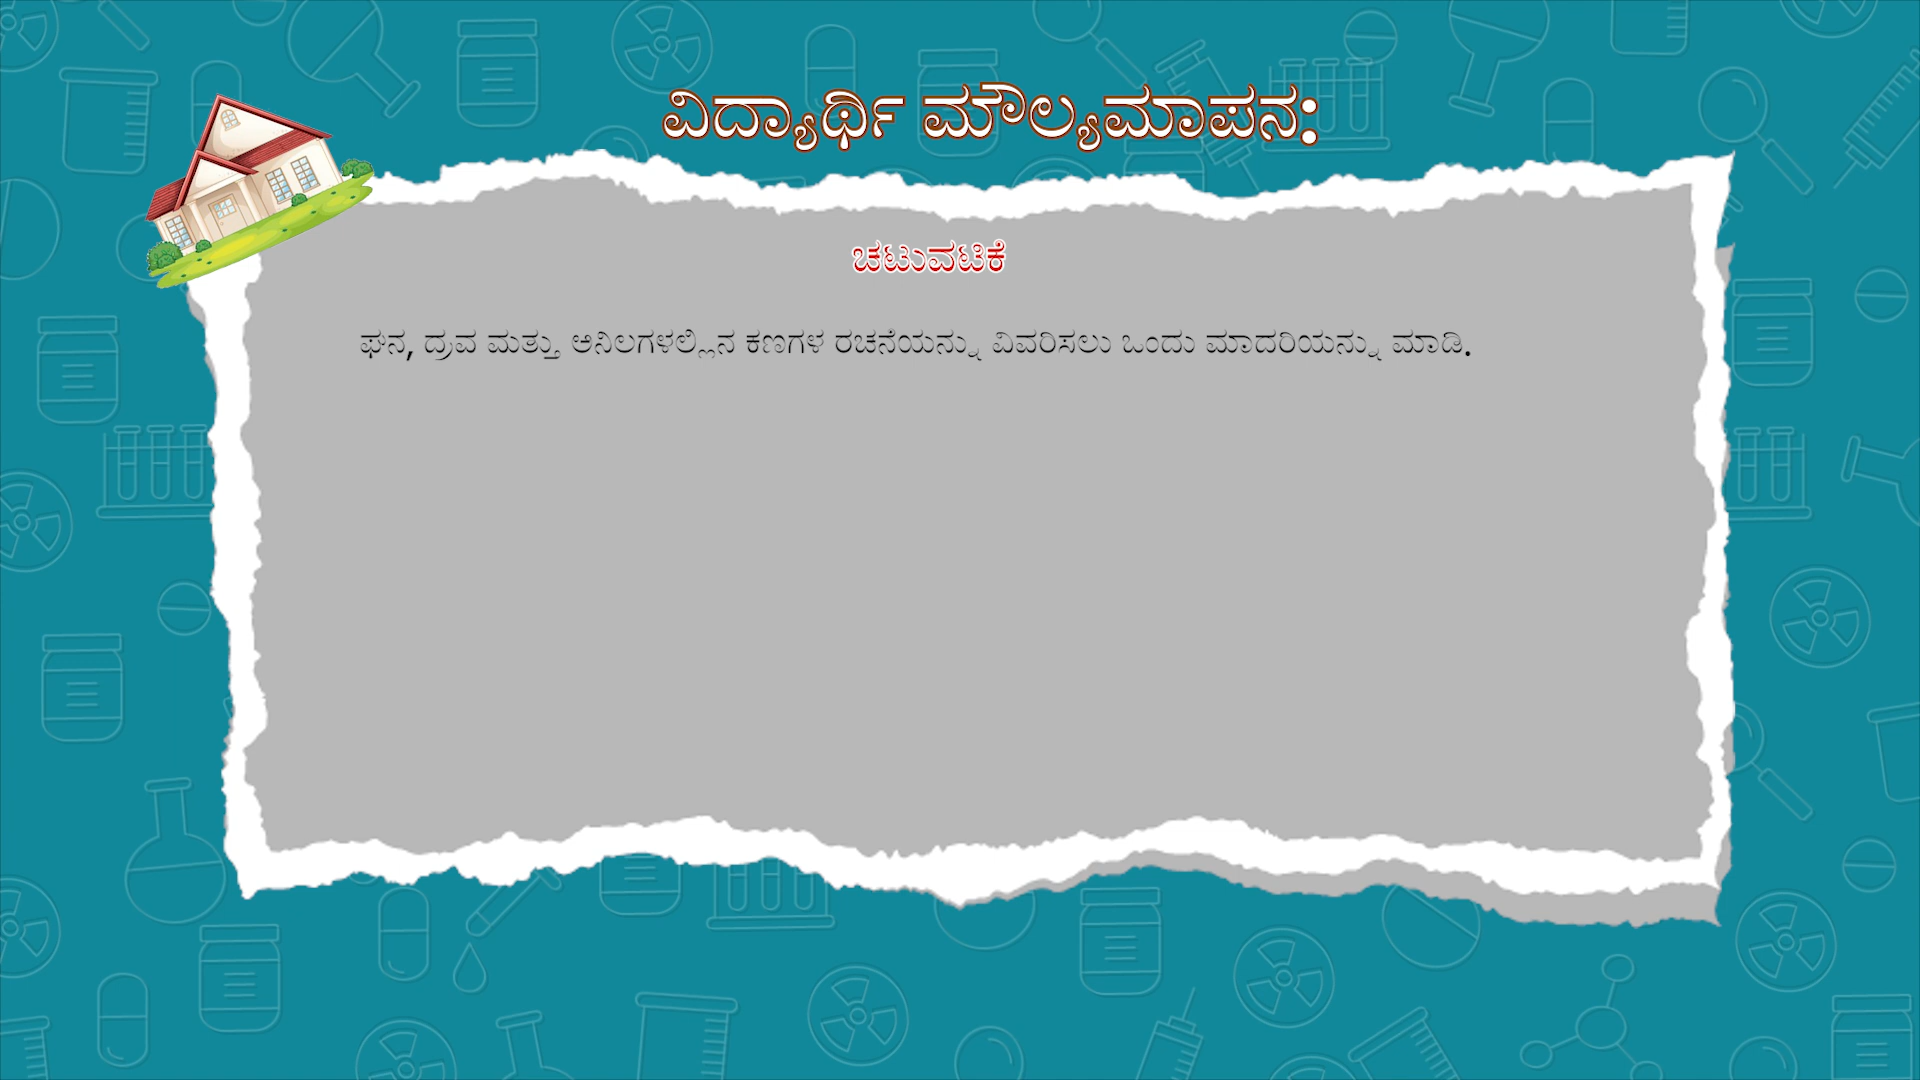 ವಿದ್ಯಾರ್ಥಿ ಮೌಲ್ಯಮಾಪನ:
ಚಟುವಟಿಕೆ
ಘನ, ದ್ರವ ಮತ್ತು ಅನಿಲಗಳಲ್ಲಿನ ಕಣಗಳ ರಚನೆಯನ್ನು ವಿವರಿಸಲು ಒಂದು ಮಾದರಿಯನ್ನು ಮಾಡಿ.